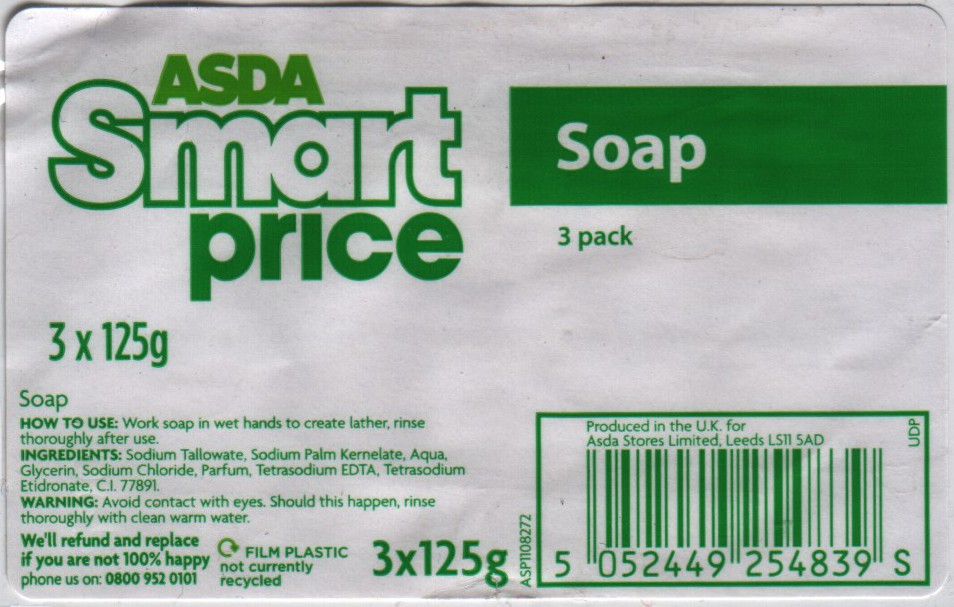 ASDA
Smart
price
Soap
3 pack
3 x 125g
Soap
HOW TO USE: Work soap in wet hands to create lather, rinse
thoroughly after use.
INGREDIENTS: Sodium Tallowate, Sodium Palm Kernelate, Aqua,
Glycerin, Sodium Chloride, Parfum, Tetrasodium EDTA, Tetrasodium
Etidronate, C.I. 77891.
WARNING: Avoid contact with eyes. Should this happen, rinse
thoroughly with clean warm water.
We'll refund and replace
if you are not 100% happy
phone us on: 0800 952 0101
FILM PLASTIC
not currently
recycled
3x125g
ASP1108272
Produced in the U.K. for
Asda Stores Limited, Leeds LS11 5AD
UDP
5 052449 254839 S